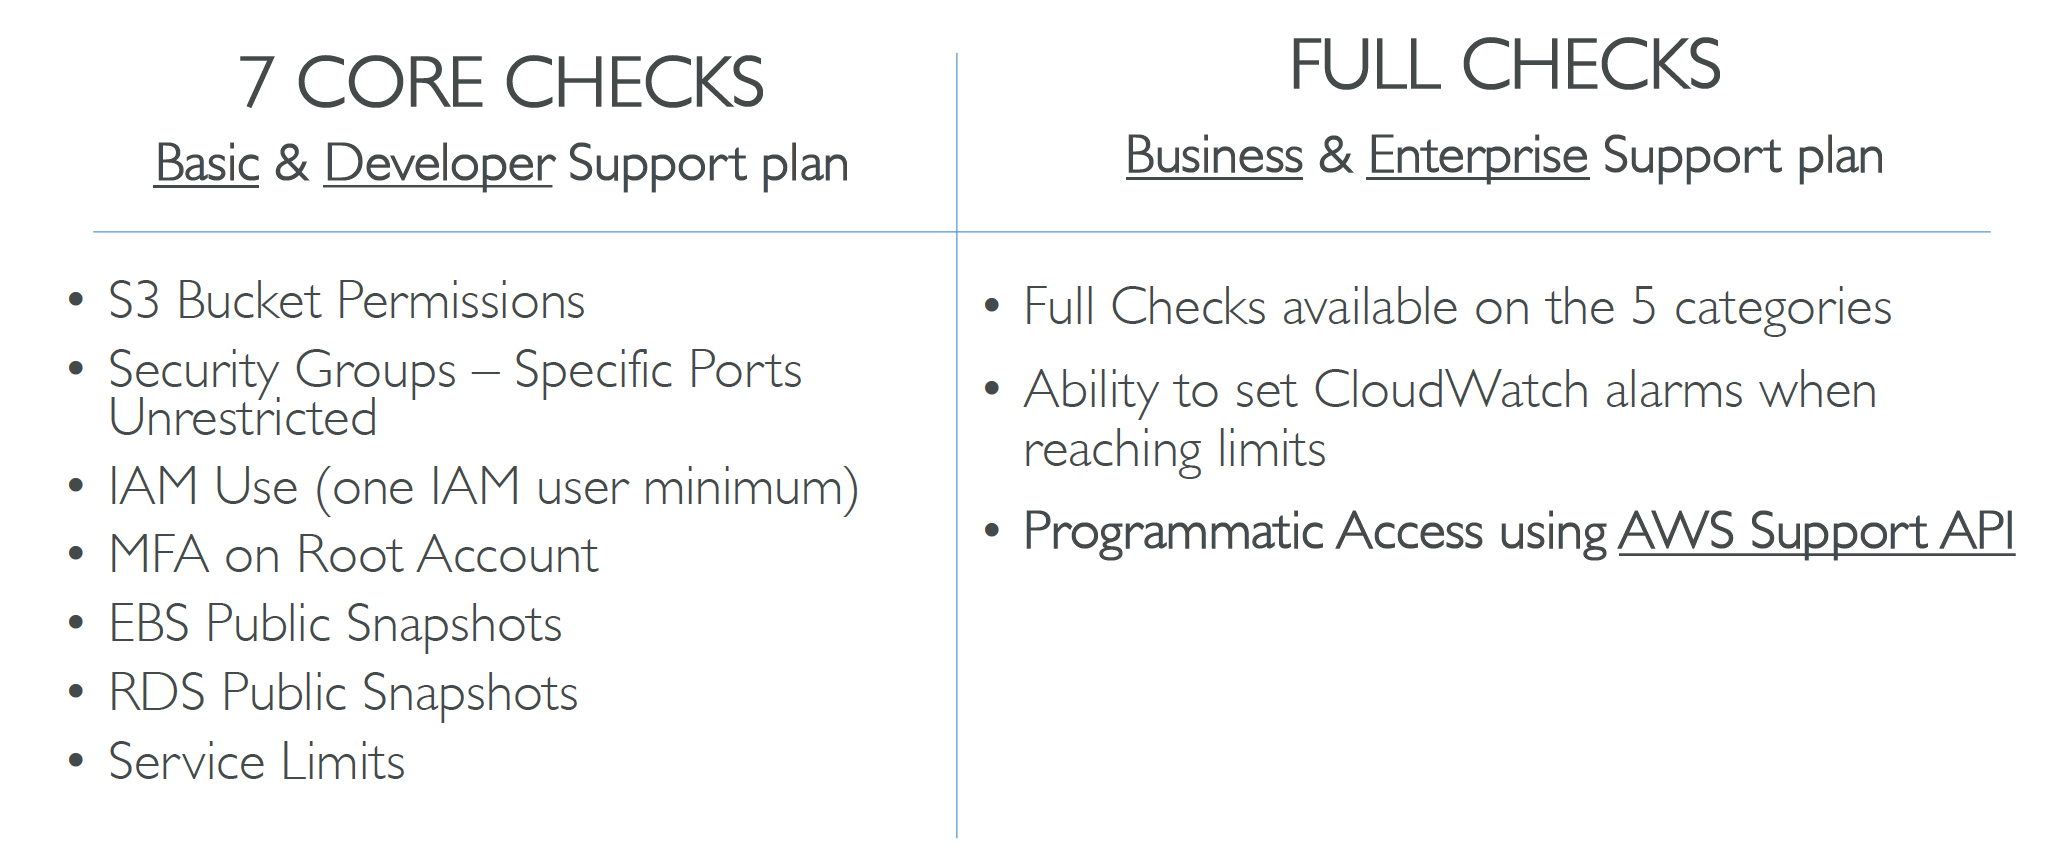 7 CORE CHECKS
Basic & Developer Support plan
• S3 Bucket Permissions
• Security Groups – Specific Ports
Unrestricted
• IAM Use (one IAM user minimum)
• MFA on Root Account
• EBS Public Snapshots
• RDS Public Snapshots
• Service Limits
FULL CHECKS
Business & Enterprise Support plan
• Full Checks available on the 5 categories
• Ability to set CloudWatch alarms when
reaching limits
• Programmatic Access using AWS Support API